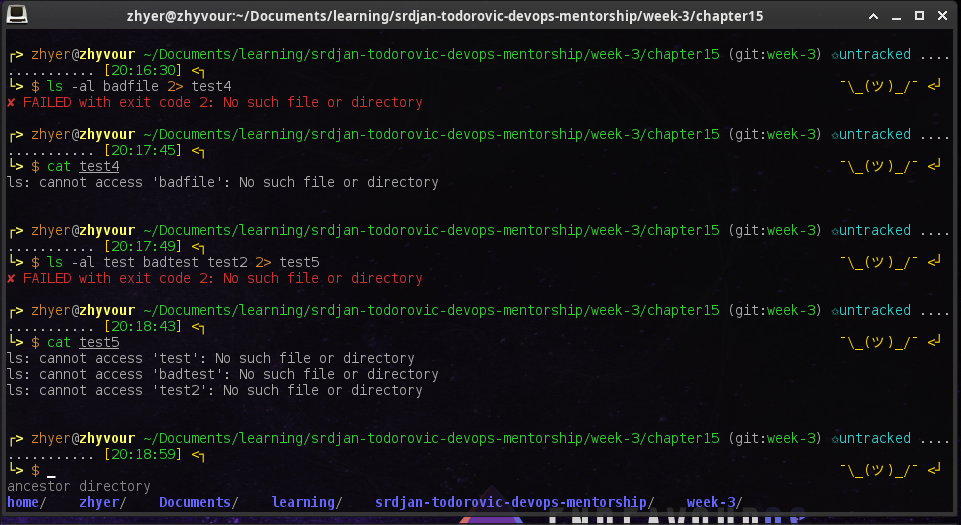 zhyer@zhyvour:~/Documents/learning/srdjan-todorovic-devops-mentorship/week-3/chapter15
┌> zhyer@zhyvour ~/Documents/learning/srdjan-todorovic-devops-mentorship/week-3/chapter15 (git:week-3) ✩untracked ....
........... [20:16:30] <┐
└> $ ls -al badfile 2> test4 ¯\_(ツ)_/¯ <┘
✘ FAILED with exit code 2: No such file or directory
┌> zhyer@zhyvour ~/Documents/learning/srdjan-todorovic-devops-mentorship/week-3/chapter15 (git:week-3) ✩untracked ....
........... [20:17:45] <┐
└> $ cat test4 ¯\_(ツ)_/¯ <┘
ls: cannot access 'badfile': No such file or directory
┌> zhyer@zhyvour ~/Documents/learning/srdjan-todorovic-devops-mentorship/week-3/chapter15 (git:week-3) ✩untracked ....
........... [20:17:49] <┐
└> $ ls -al test badtest test2 2> test5 ¯\_(ツ)_/¯ <┘
✘ FAILED with exit code 2: No such file or directory
┌> zhyer@zhyvour ~/Documents/learning/srdjan-todorovic-devops-mentorship/week-3/chapter15 (git:week-3) ✩untracked ....
........... [20:18:43] <┐
└> $ cat test5 ¯\_(ツ)_/¯ <┘
ls: cannot access 'test': No such file or directory
ls: cannot access 'badtest': No such file or directory
ls: cannot access 'test2': No such file or directory
┌> zhyer@zhyvour ~/Documents/learning/srdjan-todorovic-devops-mentorship/week-3/chapter15 (git:week-3) ✩untracked ....
........... [20:18:59] <┐
└> $ _ ¯\_(ツ)_/¯ <┘
ancestor directory
home/ zhyer/ Documents/ learning/ srdjan-todorovic-devops-mentorship/ week-3/